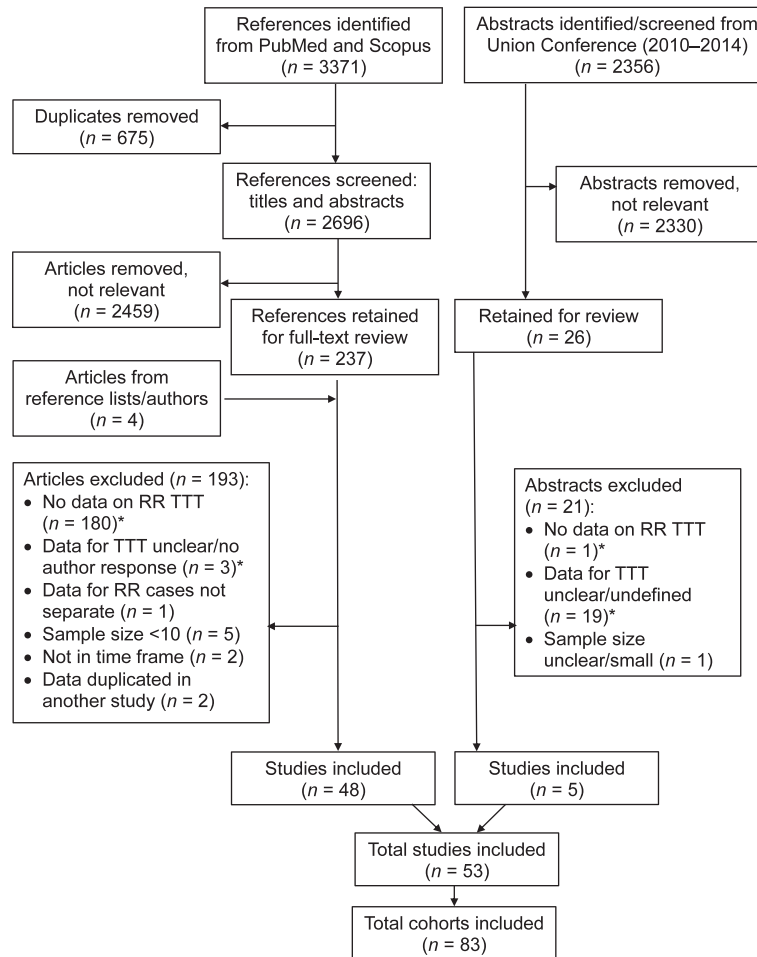 References identified
from PubMed and Scopus
(n = 3371)
Abstracts identified/screened from
Union Conference (2010–2014)
(n = 2356)
Duplicates removed
(n = 675)
References screened:
titles and abstracts
(n = 2696)
Abstracts removed,
not relevant
(n = 2330)
Articles removed,
not relevant
(n = 2459)
References retained
for full-text review
(n = 237)
Retained for review
(n = 26)
Articles from
reference lists/authors
(n = 4)
Articles excluded (n = 193):
• No data on RR TTT
(n = 180)*
• Data for TTT unclear/no
author response (n = 3)*
• Data for RR cases not
separate (n = 1)
• Sample size <10 (n = 5)
• Not in time frame (n = 2)
• Data duplicated in
another study (n = 2)
Abstracts excluded
(n = 21):
• No data on RR TTT
(n = 1)*
• Data for TTT
unclear/undefined
(n = 19)*
• Sample size
unclear/small (n = 1)
Studies included
(n = 48)
Studies included
(n = 5)
Total studies included
(n = 53)
Total cohorts included
(n = 83)